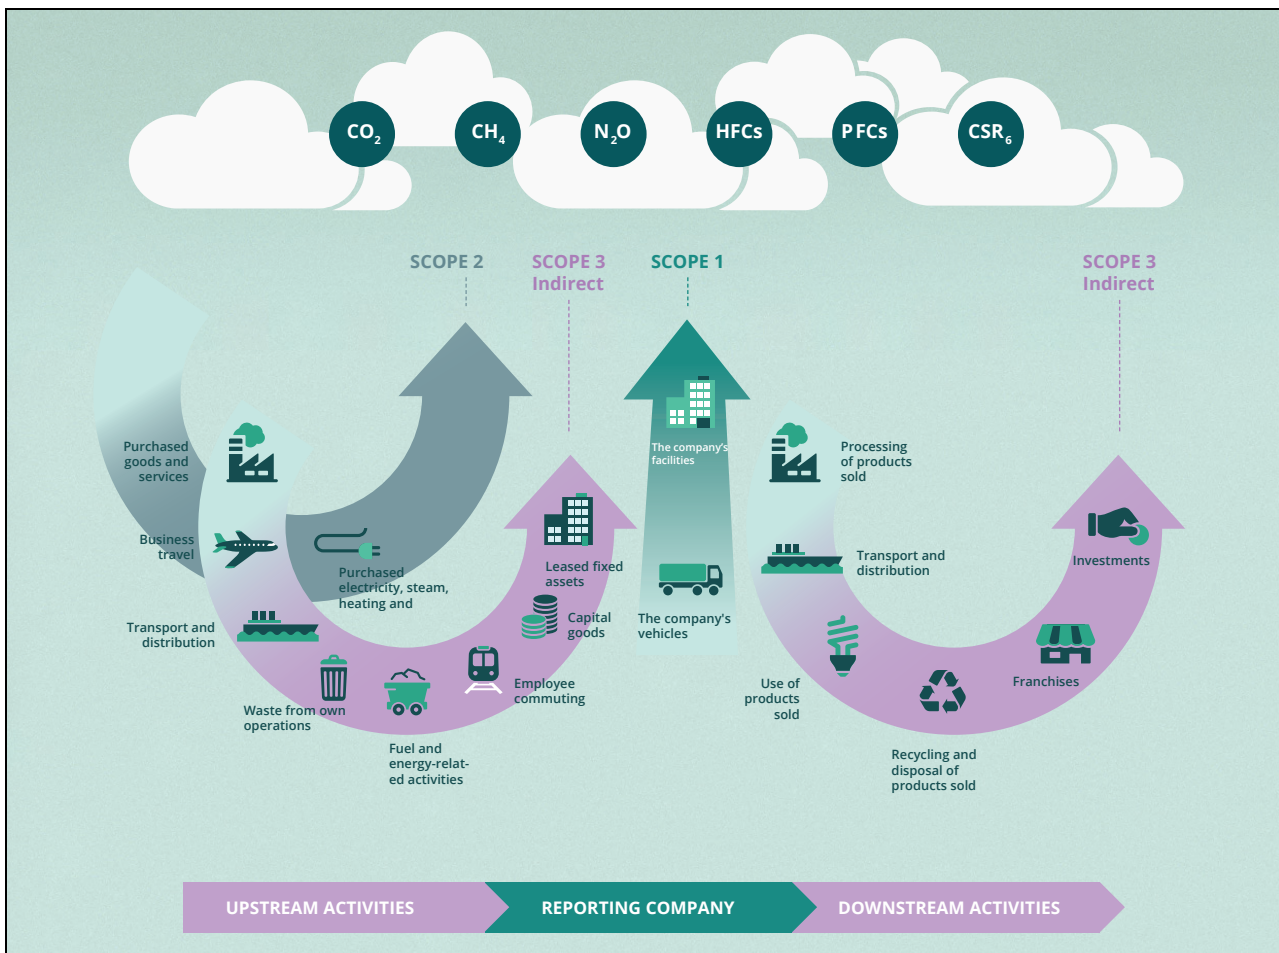 CO₂
CH₄
N₂O
HFCs
PFCs
CSR₆
SCOPE 2
SCOPE 3
Indirect
SCOPE 1
SCOPE 3
Indirect
Purchased
goods and
services
Business
travel
Transport and
distribution
Waste from own
operations
Fuel and
energy-relat-
ed activities
Employee
commuting
Capital
goods
Leased fixed
assets
Purchased
electricity, steam,
heating and
The company's
facilities
The company's
vehicles
Processing
of products
sold
Transport and
distribution
Use of
products
sold
Recycling and
disposal of
products sold
Franchises
Investments
UPSTREAM ACTIVITIES
REPORTING COMPANY
DOWNSTREAM ACTIVITIES